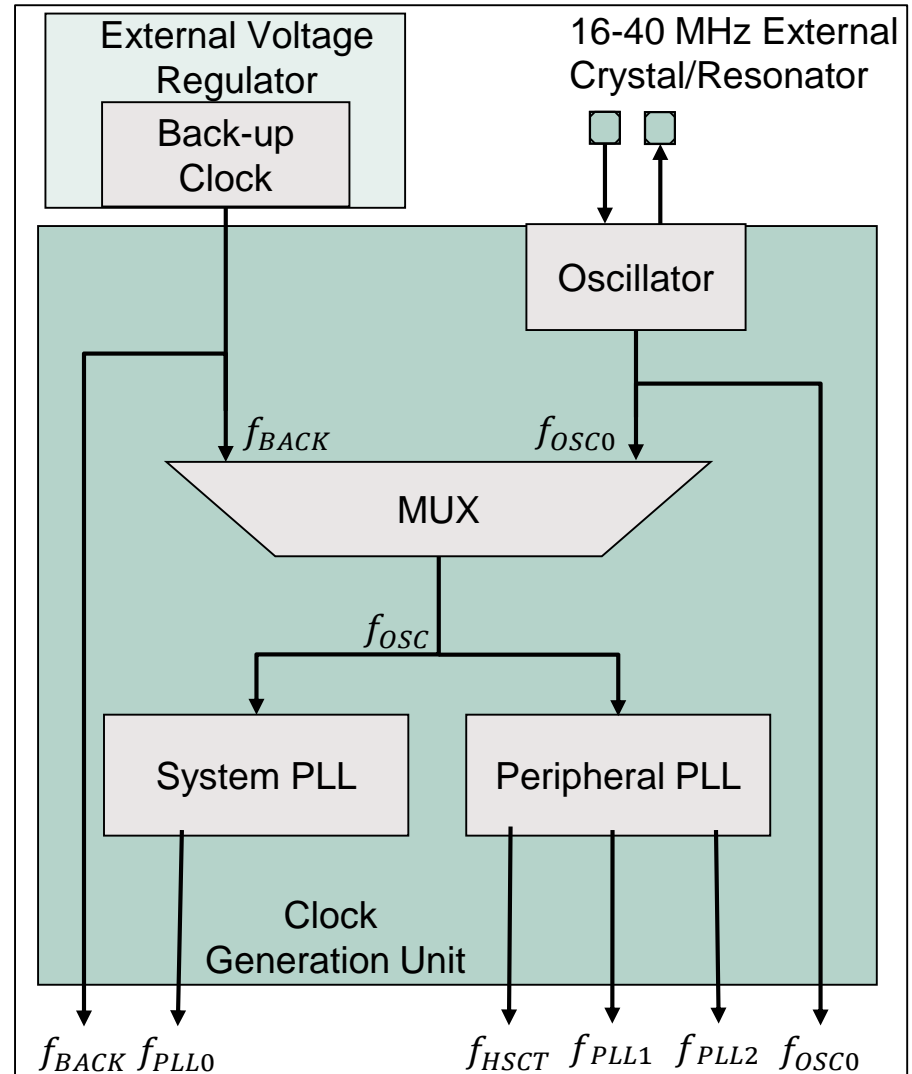 External Voltage
Regulator
Back-up
Clock
16-40 MHz External
Crystal/Resonator
Oscillator
f_BACK
f_OSC0
MUX
f_OSC
System PLL
Peripheral PLL
Clock
Generation Unit
f_BACK f_PLL0 f_HSCT f_PLL1 f_PLL2 f_OSC0